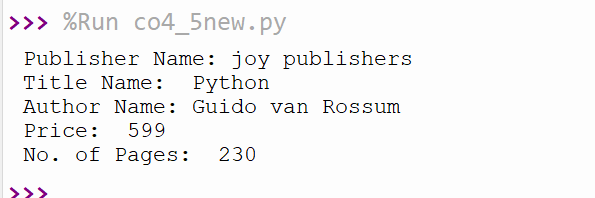 >>> %Run co4_5new.py
Publisher Name: joy publishers
Title Name:  Python
Author Name: Guido van Rossum
Price:  599
No. of Pages:  230
>>>